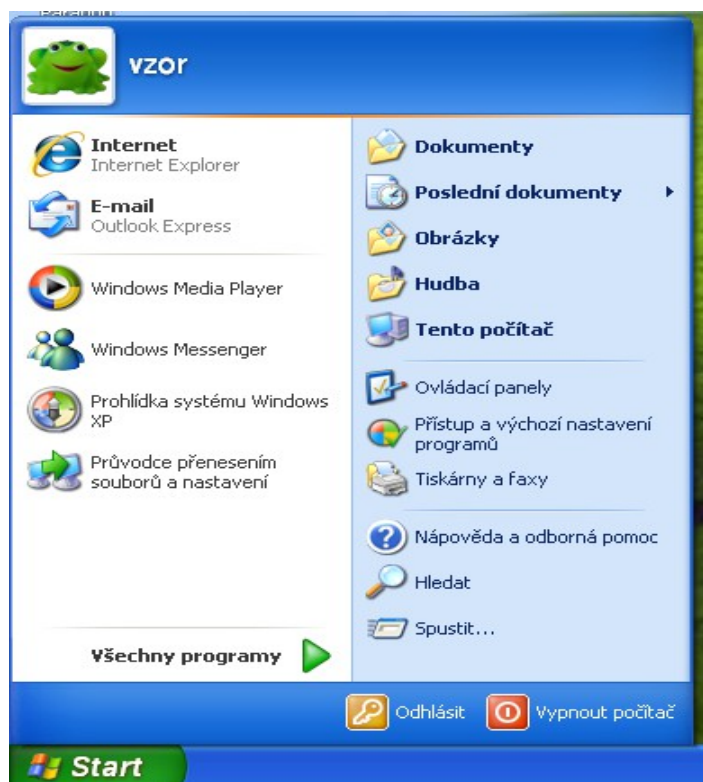 vzor
Internet
Internet Explorer
E-mail
Outlook Express
Windows Media Player
Windows Messenger
Prohlídka systému Windows
XP
Průvodce přenesením
souborů a nastavení
Všechny programy
Dokumenty
Poslední dokumenty
Obrázky
Hudba
Tento počítač
Ovládací panely
Přístup a výchozí nastavení
programů
Tiskárny a faxy
Nápověda a odborná pomoc
Hledat
Spustit...
Odhlásit
Vypnout počítač
Start